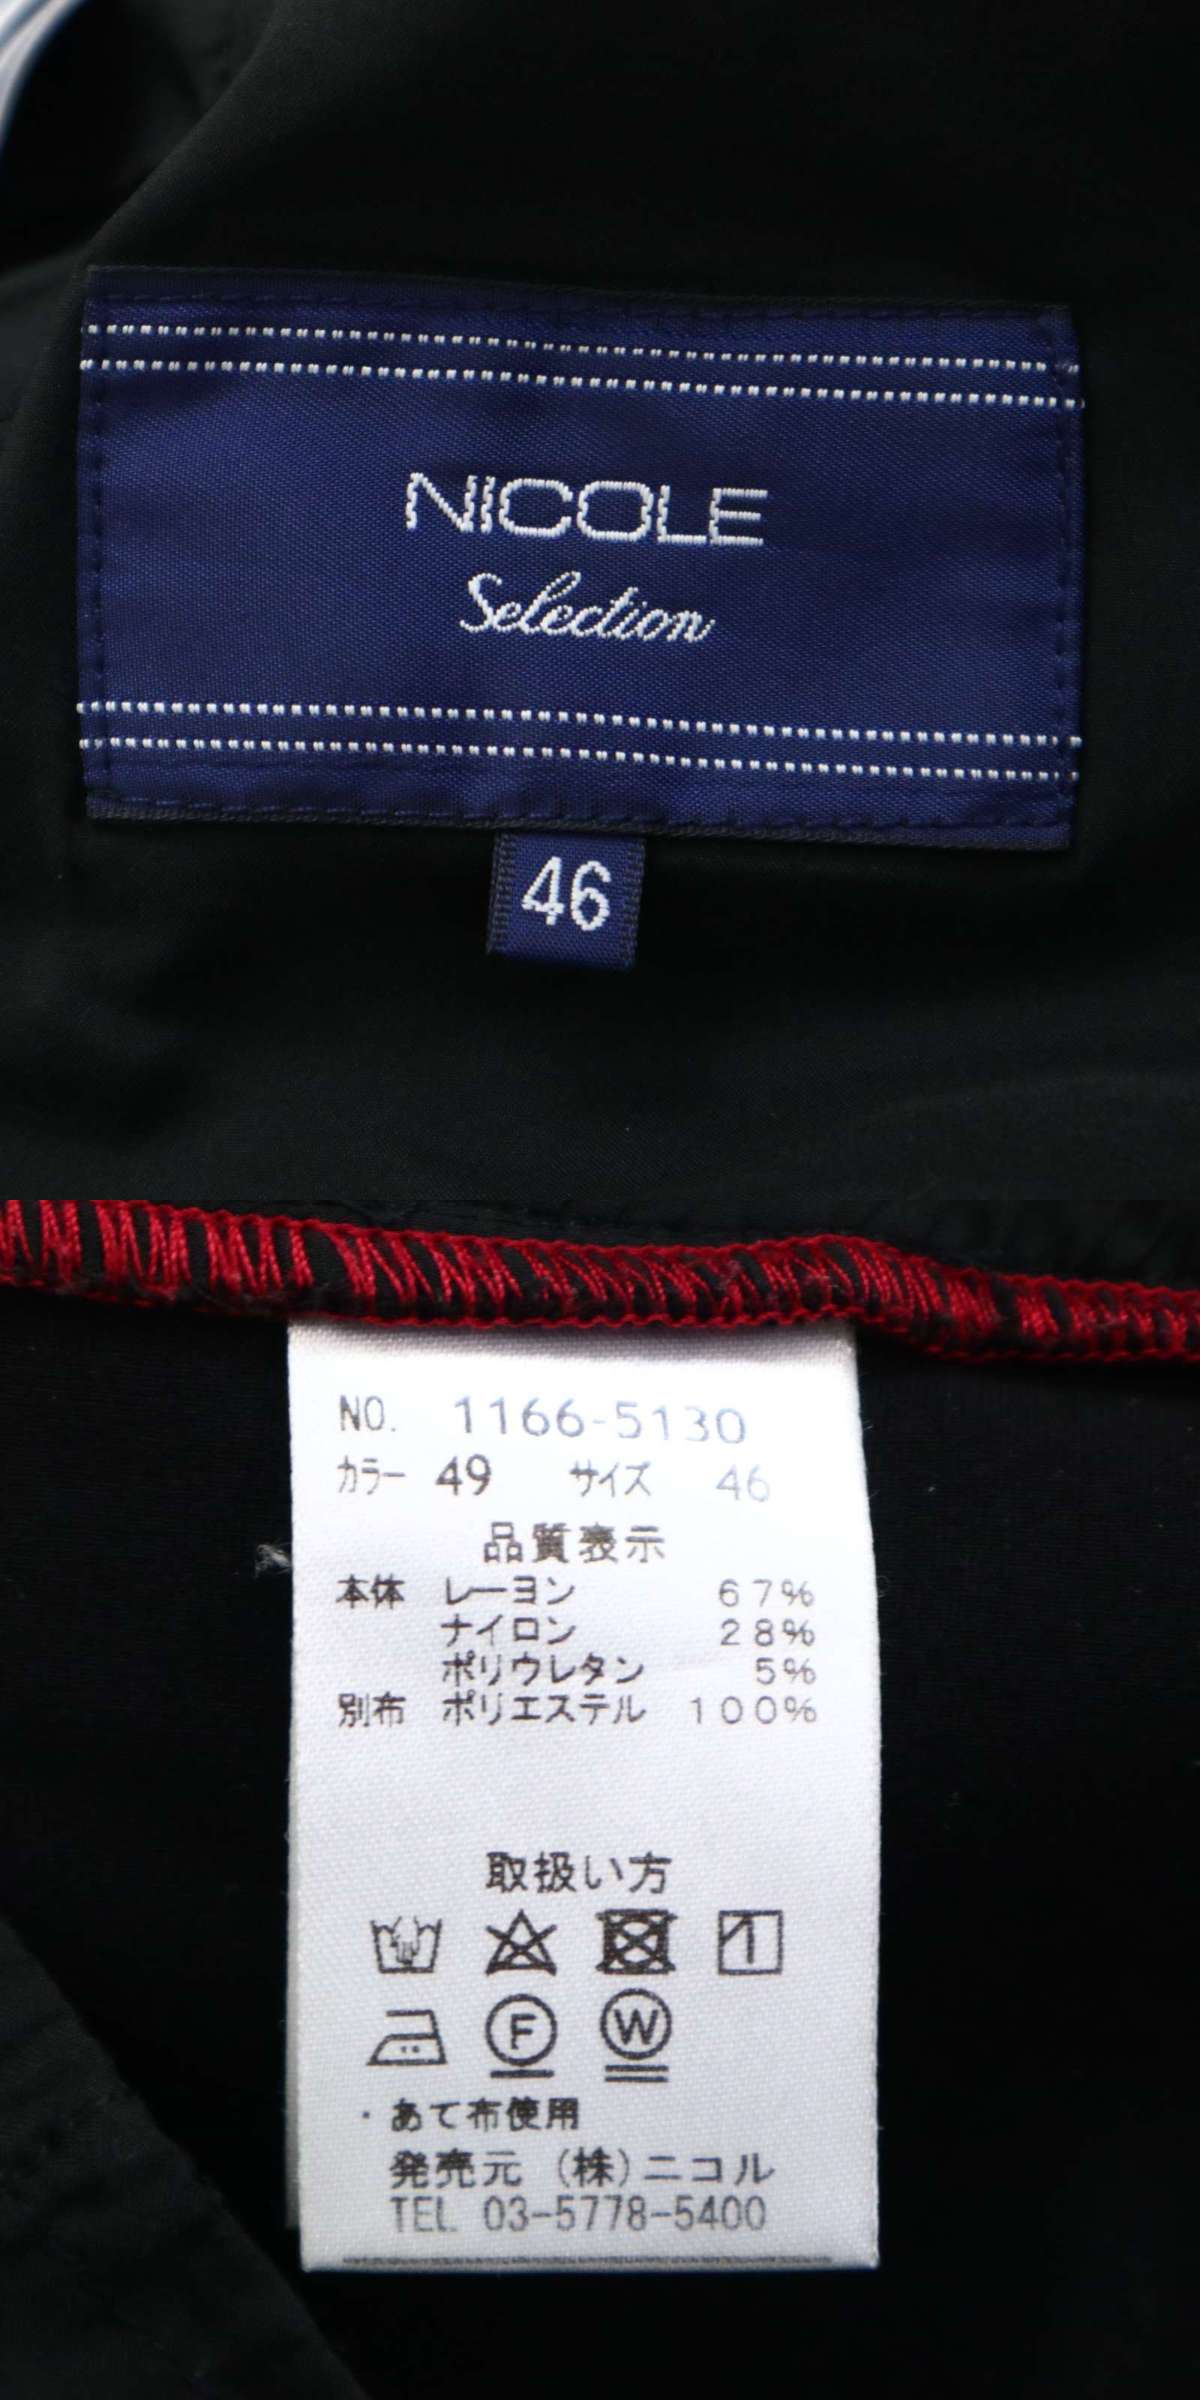 NICOLE
Selection
46
NO. 1166-5130
カラー 49 サイズ 46
品質表示
本体 レーヨン 67%
ナイロン 28%
ポリウレタン 5%
別布 ポリエステル 100%
取扱い方
F W
・あて布使用
発売元 (株)ニコル
TEL 03-5778-5400